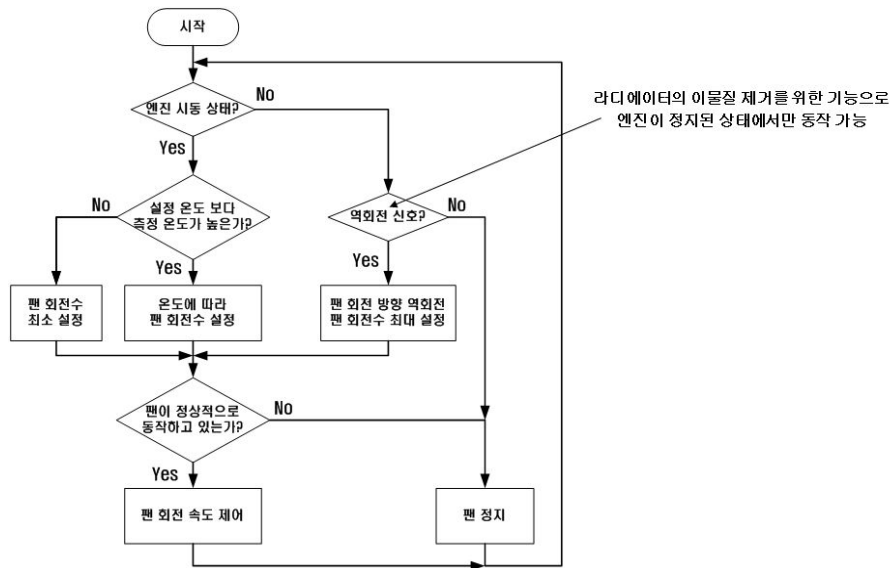 시작
엔진 시동 상태?
No
Yes
라디에이터의 이물질 제거를 위한 기능으로
엔진이 정지된 상태에서만 동작 가능
No
설정 온도 보다
측정 온도가 높은가?
Yes
역회전 신호?
No
Yes
팬 회전수
최소 설정
온도에 따라
팬 회전수 설정
팬 회전 방향 역회전
팬 회전수 최대 설정
팬이 정상적으로
동작하고 있는가?
No
Yes
팬 회전 속도 제어
팬 정지